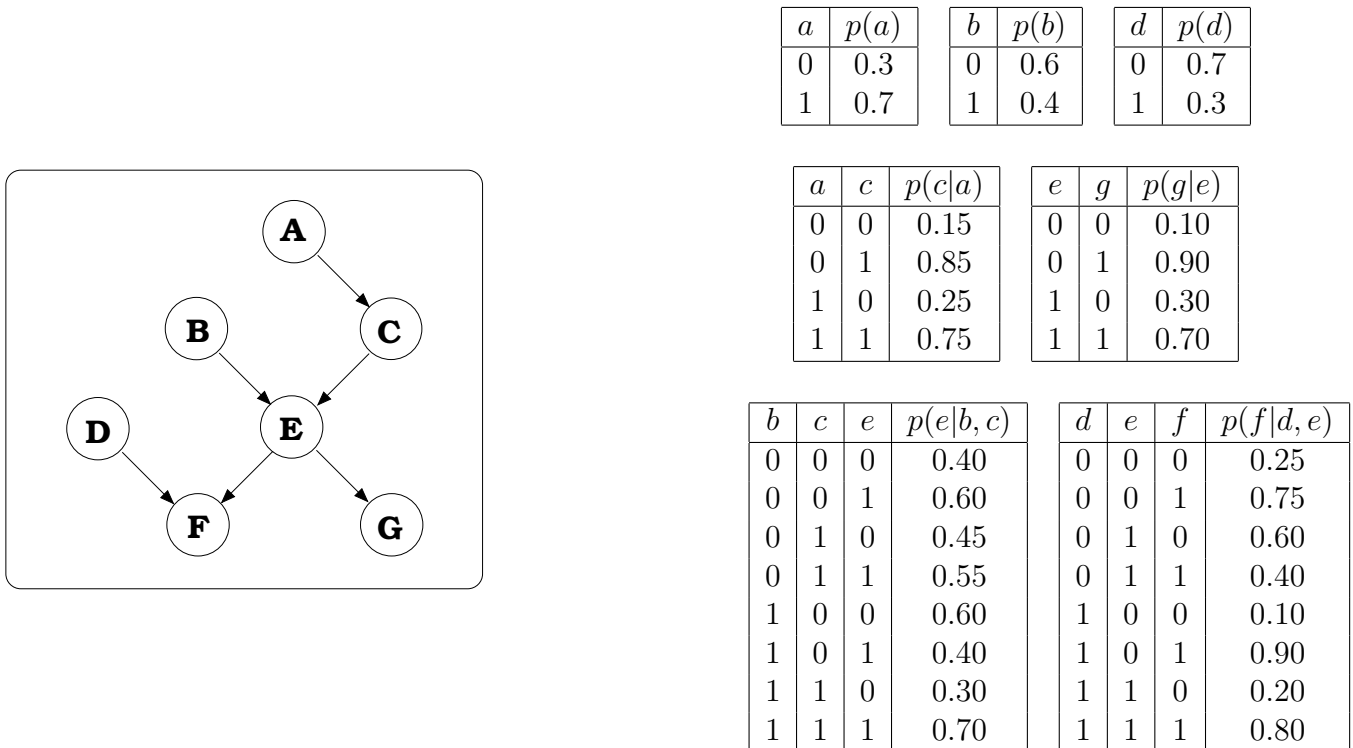 a p(a)
0 0.3
1 0.7
b p(b)
0 0.6
1 0.4
d p(d)
0 0.7
1 0.3
A
B
C
D
E
F
G
a c p(c|a)
0 0 0.15
0 1 0.85
1 0 0.25
1 1 0.75
e g p(g|e)
0 0 0.10
0 1 0.90
1 0 0.30
1 1 0.70
b c e p(e|b, c)
0 0 0 0.40
0 0 1 0.60
0 1 0 0.45
0 1 1 0.55
1 0 0 0.60
1 0 1 0.40
1 1 0 0.30
1 1 1 0.70
d e f p(f|d, e)
0 0 0 0.25
0 0 1 0.75
0 1 0 0.60
0 1 1 0.40
1 0 0 0.10
1 0 1 0.90
1 1 0 0.20
1 1 1 0.80